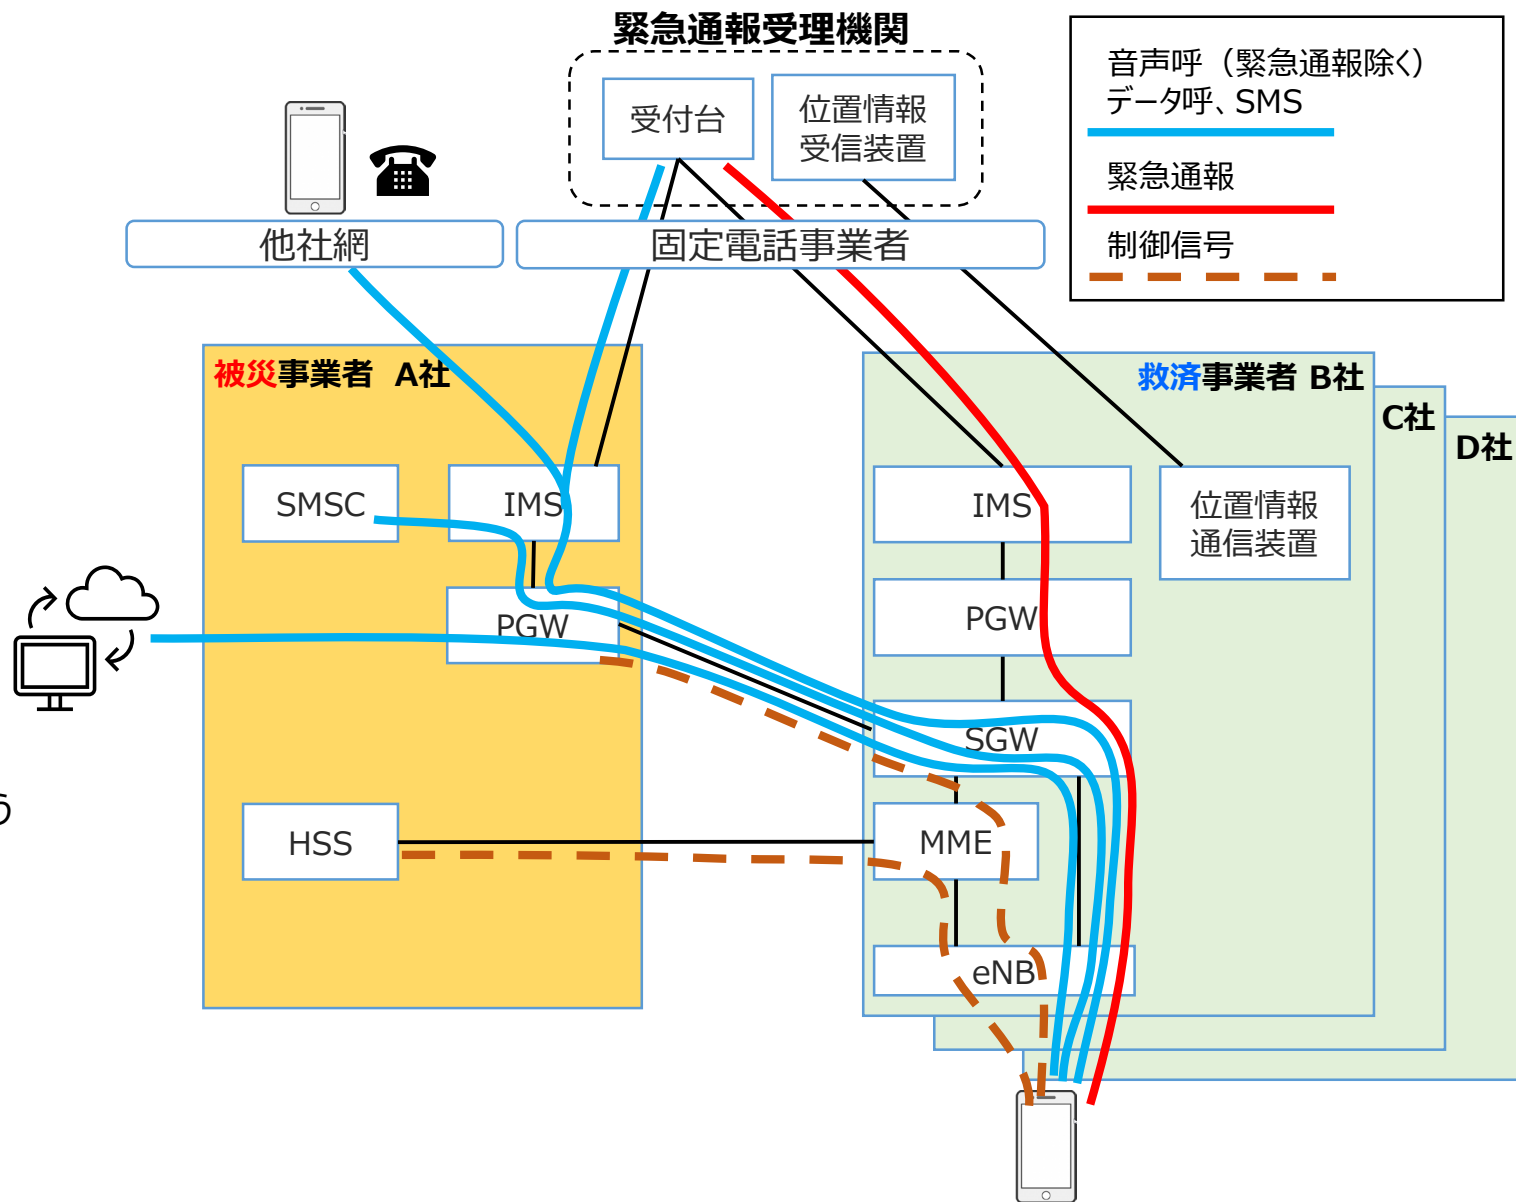 緊急通報受理機関
受付台
位置情報
受信装置
音声呼（緊急通報除く）
データ呼、SMS
緊急通報
制御信号
他社網
固定電話事業者
被災事業者 A社
救済事業者 B社
C社
D社
SMSC
IMS
PGW
HSS
IMS
位置情報
通信装置
PGW
SGW
MME
eNB
う